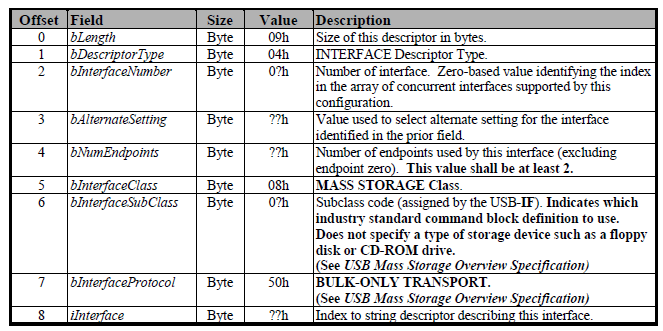 Offset Field Size Value Description
0 bLength Byte 09h Size of this descriptor in bytes.
1 bDescriptorType Byte 04h INTERFACE Descriptor Type.
2 bInterfaceNumber Byte 0?h Number of interface. Zero-based value identifying the index
in the array of concurrent interfaces supported by this
configuration.
3 bAlternateSetting Byte ??h Value used to select alternate setting for the interface
identified in the prior field.
4 bNumEndpoints Byte ??h Number of endpoints used by this interface (excluding
endpoint zero). This value shall be at least 2.
5 bInterfaceClass Byte 08h MASS STORAGE Class.
6 bInterfaceSubClass Byte 0?h Subclass code (assigned by the USB-IF). Indicates which
industry standard command block definition to use.
Does not specify a type of storage device such as a floppy
disk or CD-ROM drive.
(See USB Mass Storage Overview Specification)
7 bInterfaceProtocol Byte 50h BULK-ONLY TRANSPORT.
(See USB Mass Storage Overview Specification)
8 iInterface Byte ??h Index to string descriptor describing this interface.